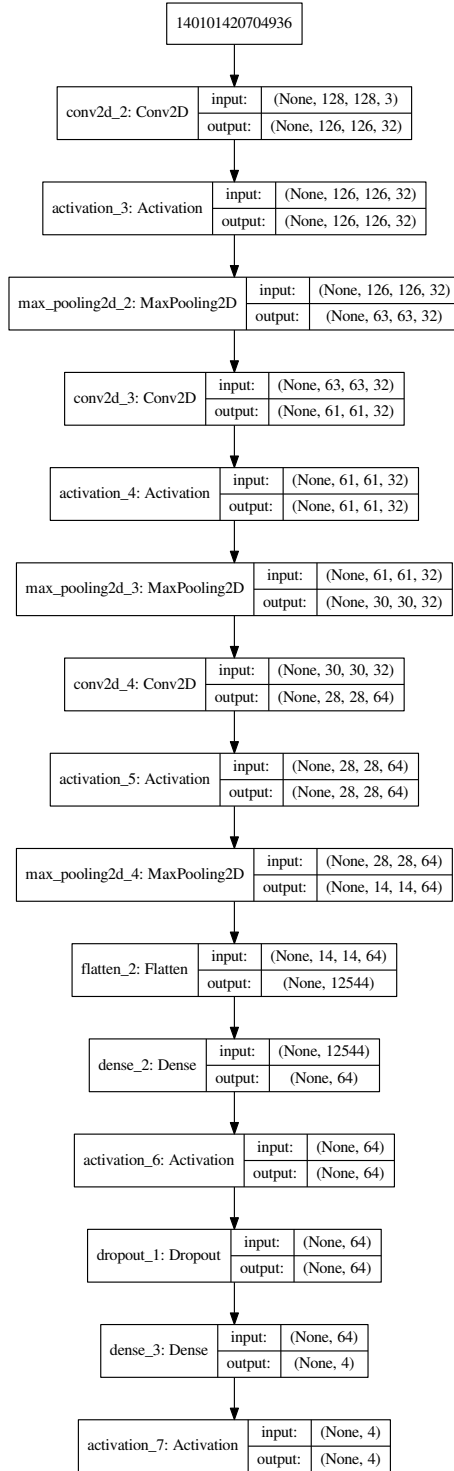 140101420704936
conv2d_2: Conv2D
input: (None, 128, 128, 3)
output: (None, 126, 126, 32)
activation_3: Activation
input: (None, 126, 126, 32)
output: (None, 126, 126, 32)
max_pooling2d_2: MaxPooling2D
input: (None, 126, 126, 32)
output: (None, 63, 63, 32)
conv2d_3: Conv2D
input: (None, 63, 63, 32)
output: (None, 61, 61, 32)
activation_4: Activation
input: (None, 61, 61, 32)
output: (None, 61, 61, 32)
max_pooling2d_3: MaxPooling2D
input: (None, 61, 61, 32)
output: (None, 30, 30, 32)
conv2d_4: Conv2D
input: (None, 30, 30, 32)
output: (None, 28, 28, 64)
activation_5: Activation
input: (None, 28, 28, 64)
output: (None, 28, 28, 64)
max_pooling2d_4: MaxPooling2D
input: (None, 28, 28, 64)
output: (None, 14, 14, 64)
flatten_2: Flatten
input: (None, 14, 14, 64)
output: (None, 12544)
dense_2: Dense
input: (None, 12544)
output: (None, 64)
activation_6: Activation
input: (None, 64)
output: (None, 64)
dropout_1: Dropout
input: (None, 64)
output: (None, 64)
dense_3: Dense
input: (None, 64)
output: (None, 4)
activation_7: Activation
input: (None, 4)
output: (None, 4)